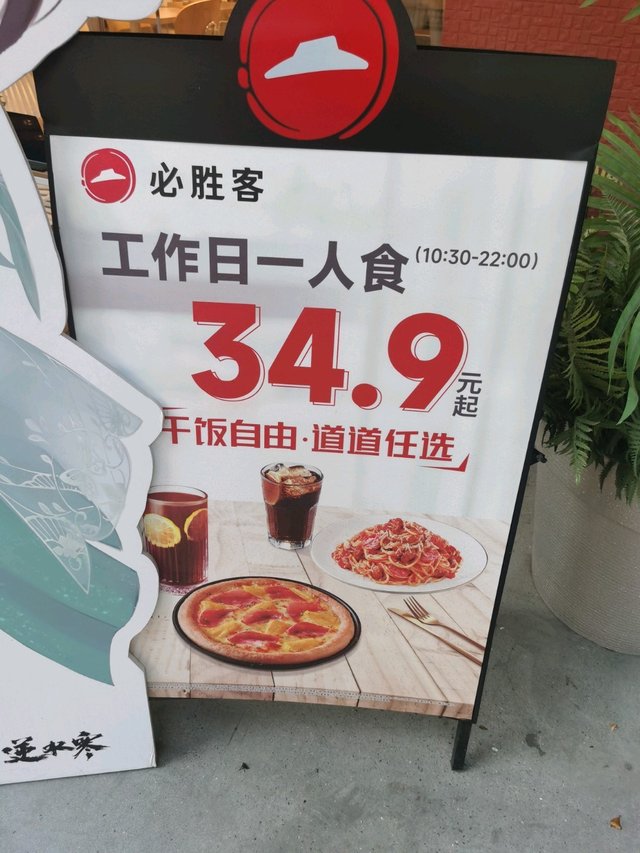 必胜客
工作日一人食(10:30-22:00)
34.9元起
干饭自由·道道任选
逆水寒